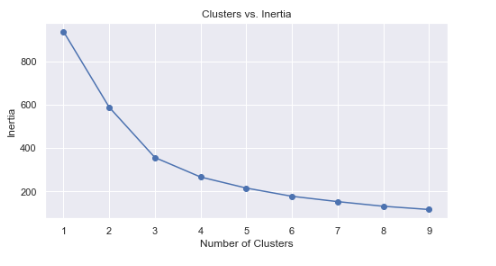 Clusters vs. Inertia
800
600
400
200
Inertia
1 2 3 4 5 6 7 8 9
Number of Clusters